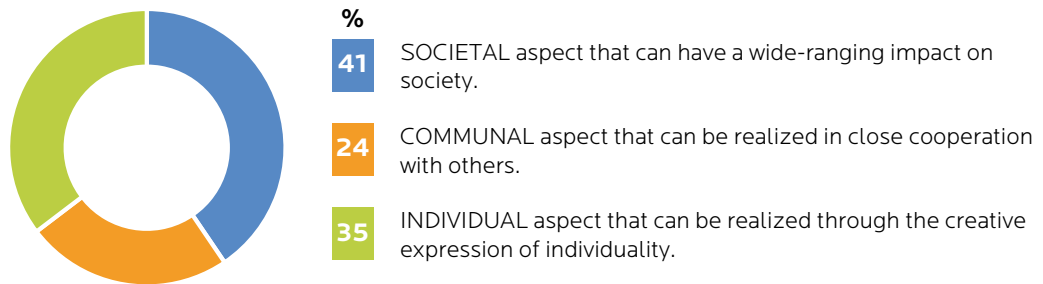 %
41
SOCIETAL aspect that can have a wide-ranging impact on
society.
24
COMMUNAL aspect that can be realized in close cooperation
with others.
35
INDIVIDUAL aspect that can be realized through the creative
expression of individuality.